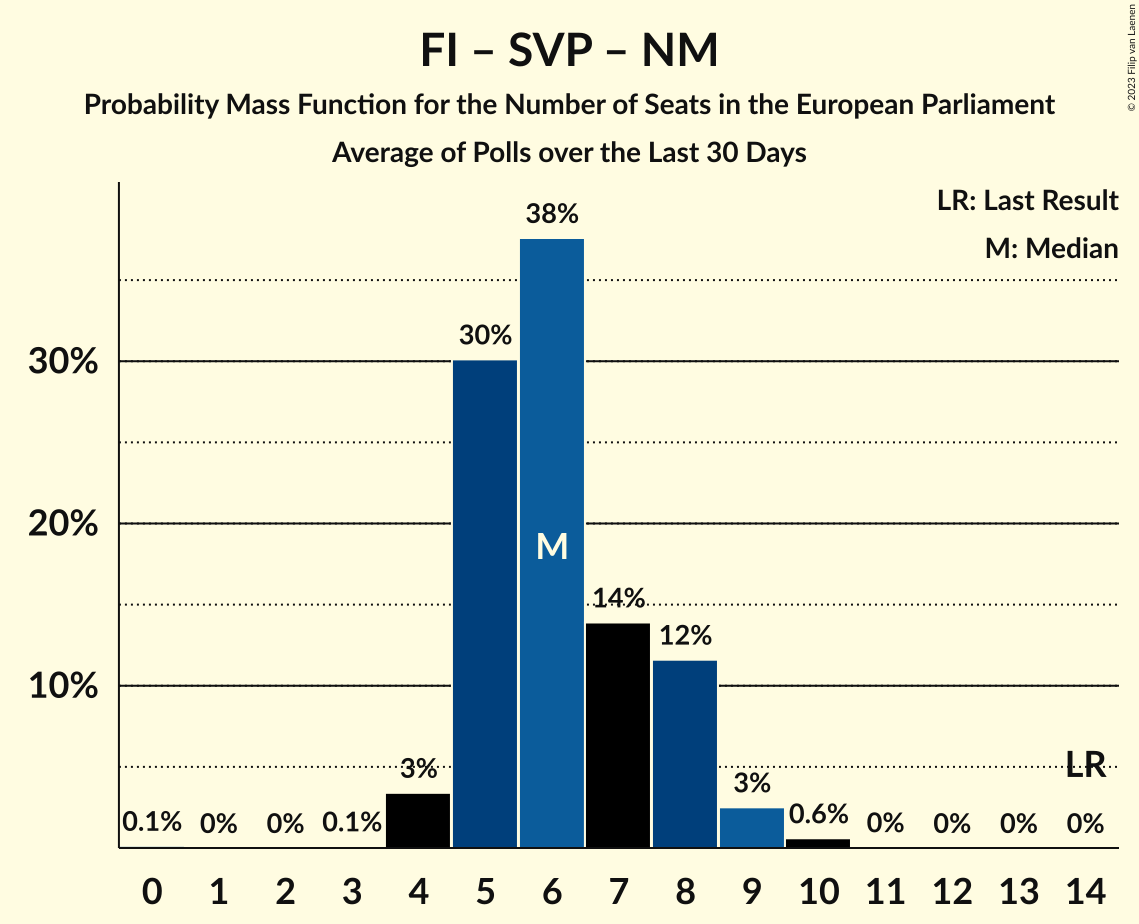 FI – SVP – NM
Probability Mass Function for the Number of Seats in the European Parliament
Average of Polls over the Last 30 Days
© 2023 Filip van Laenen
LR: Last Result
M: Median
38%
30%
30%
20%
M
14%
12%
10%
LR
3%
3%
0.1% 0% 0% 0.1% 0.6% 0% 0% 0% 0%
0 1 2 3 4 5 6 7 8 9 10 11 12 13 14